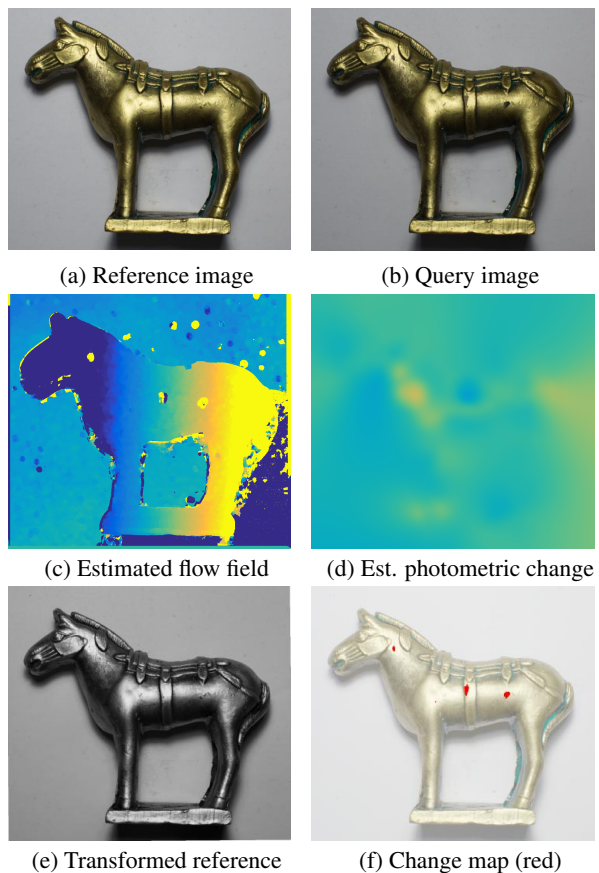 (a) Reference image
(b) Query image
(c) Estimated flow field
(d) Est. photometric change
(e) Transformed reference
(f) Change map (red)